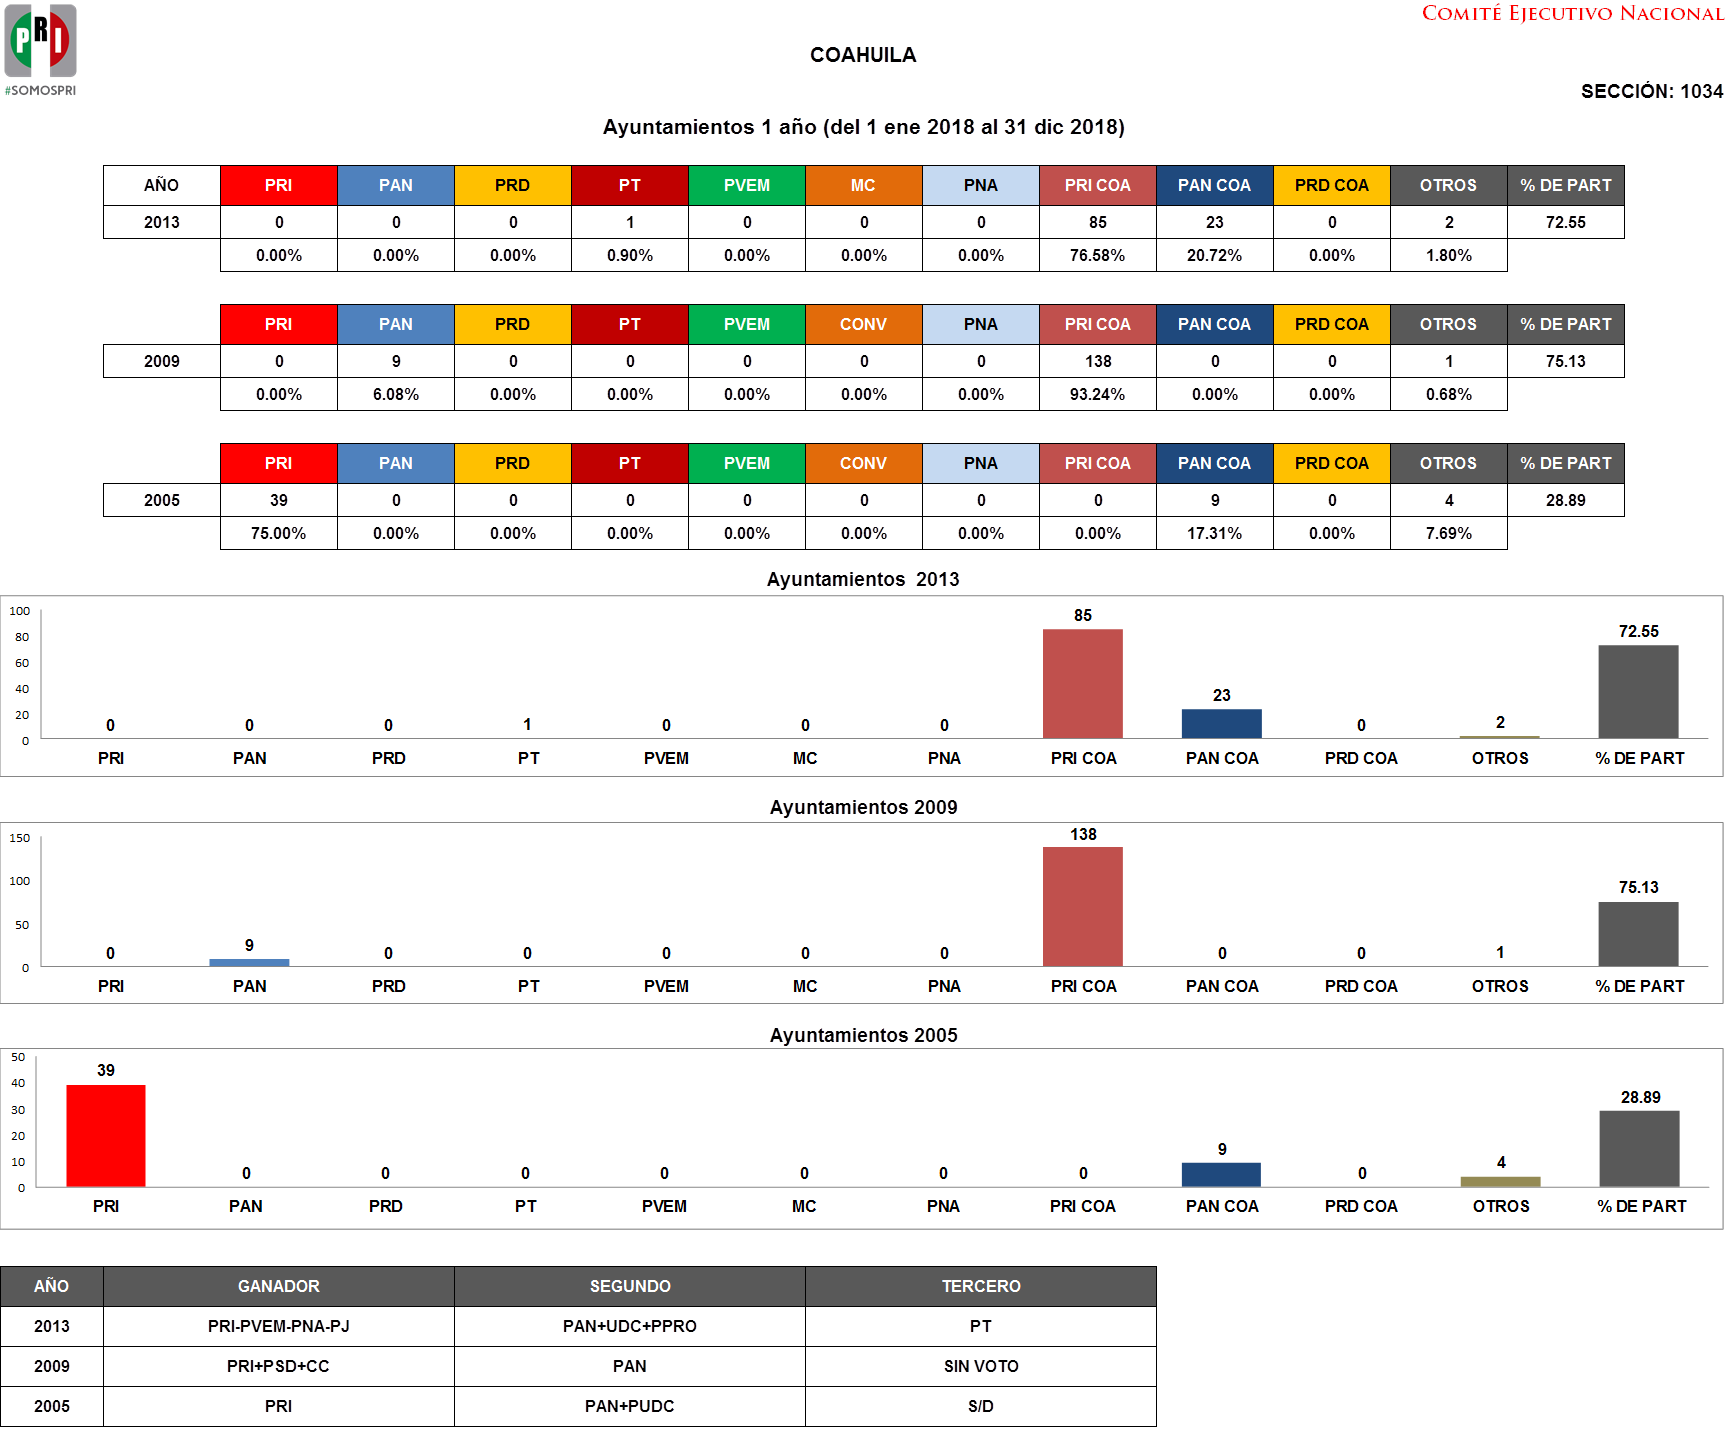 COMITÉ EJECUTIVO NACIONAL
PRI
#SOMOSPRI
COAHUILA
SECCIÓN: 1034
Ayuntamientos 1 año (del 1 ene 2018 al 31 dic 2018)
AÑO PRI PAN PRD PT PVEM MC PNA PRI COA PAN COA PRD COA OTROS % DE PART
2013 0 0 0 1 0 0 0 85 23 0 2 72.55
0.00% 0.00% 0.00% 0.90% 0.00% 0.00% 0.00% 76.58% 20.72% 0.00% 1.80%
PRI PAN PRD PT PVEM CONV PNA PRI COA PAN COA PRD COA OTROS % DE PART
2009 0 9 0 0 0 0 0 138 0 0 1 75.13
0.00% 6.08% 0.00% 0.00% 0.00% 0.00% 0.00% 93.24% 0.00% 0.00% 0.68%
PRI PAN PRD PT PVEM CONV PNA PRI COA PAN COA PRD COA OTROS % DE PART
2005 39 0 0 0 0 0 0 0 9 0 4 28.89
75.00% 0.00% 0.00% 0.00% 0.00% 0.00% 0.00% 0.00% 17.31% 0.00% 7.69%
Ayuntamientos 2013
100
80
60
40
20
0
0 0 0 1 0 0 0 85 23 0 2 72.55
PRI PAN PRD PT PVEM MC PNA PRI COA PAN COA PRD COA OTROS % DE PART
Ayuntamientos 2009
150
100
50
0
0 9 0 0 0 0 0 138 0 0 1 75.13
PRI PAN PRD PT PVEM MC PNA PRI COA PAN COA PRD COA OTROS % DE PART
Ayuntamientos 2005
50
40
30
20
10
0
39 0 0 0 0 0 0 0 9 0 4 28.89
PRI PAN PRD PT PVEM MC PNA PRI COA PAN COA PRD COA OTROS % DE PART
AÑO GANADOR SEGUNDO TERCERO
2013 PRI-PVEM-PNA-PJ PAN+UDC+PPRO PT
2009 PRI+PSD+CC PAN SIN VOTO
2005 PRI PAN+PUDC S/D